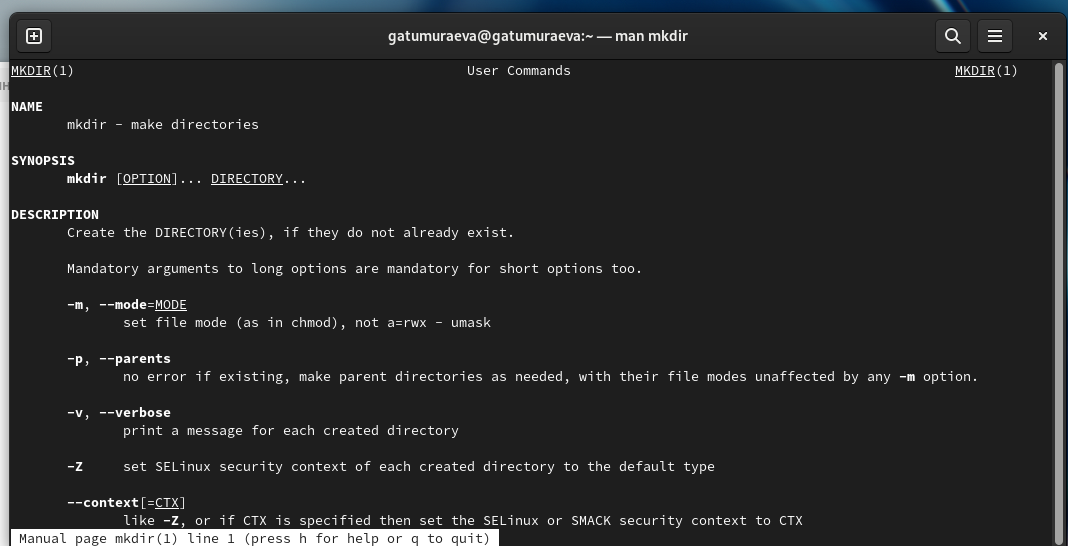 gatumuraeva@gatumuraeva:~ — man mkdir
MKDIR(1) User Commands MKDIR(1)
NAME
mkdir - make directories
SYNOPSIS
mkdir [OPTION]... DIRECTORY...
DESCRIPTION
Create the DIRECTORY(ies), if they do not already exist.
Mandatory arguments to long options are mandatory for short options too.
-m, --mode=MODE
set file mode (as in chmod), not a=rwx - umask
-p, --parents
no error if existing, make parent directories as needed, with their file modes unaffected by any -m option.
-v, --verbose
print a message for each created directory
-Z set SELinux security context of each created directory to the default type
--context[=CTX]
like -Z, or if CTX is specified then set the SELinux or SMACK security context to CTX
Manual page mkdir(1) line 1 (press h for help or q to quit)